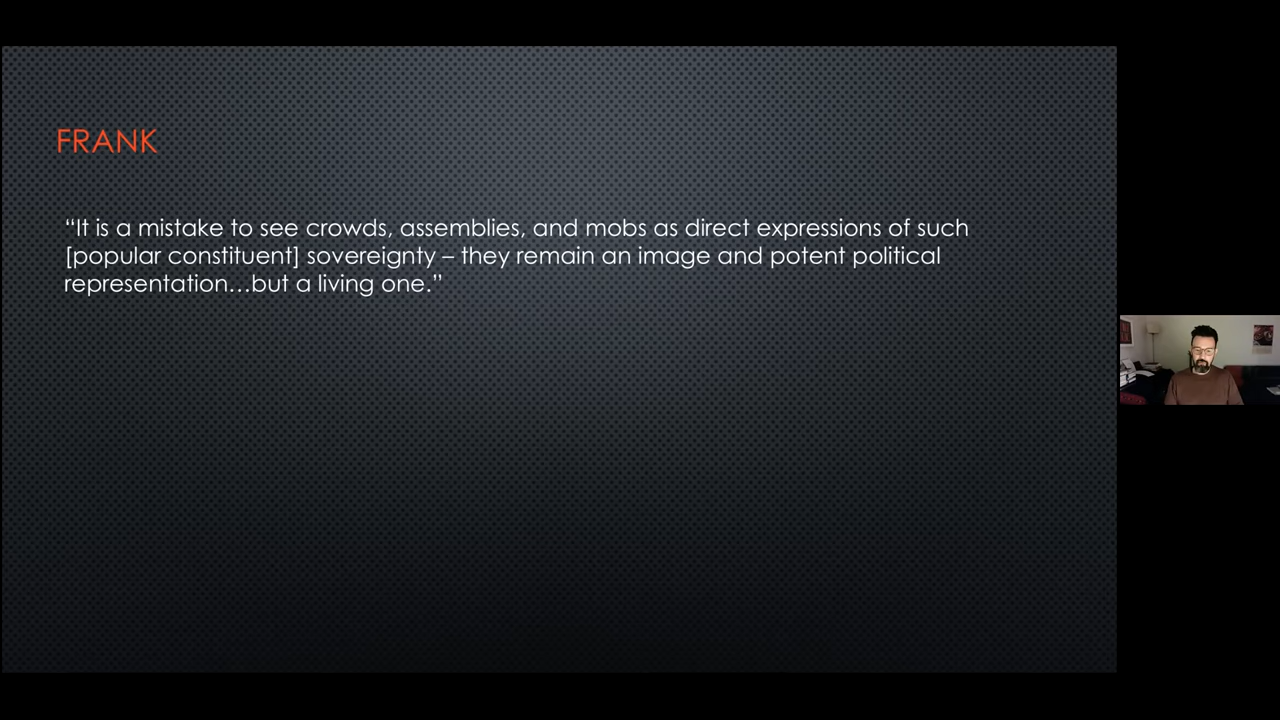 FRANK
“It is a mistake to see crowds, assemblies, and mobs as direct expressions of such
[popular constituent] sovereignty – they remain an image and potent political
representation…but a living one.”